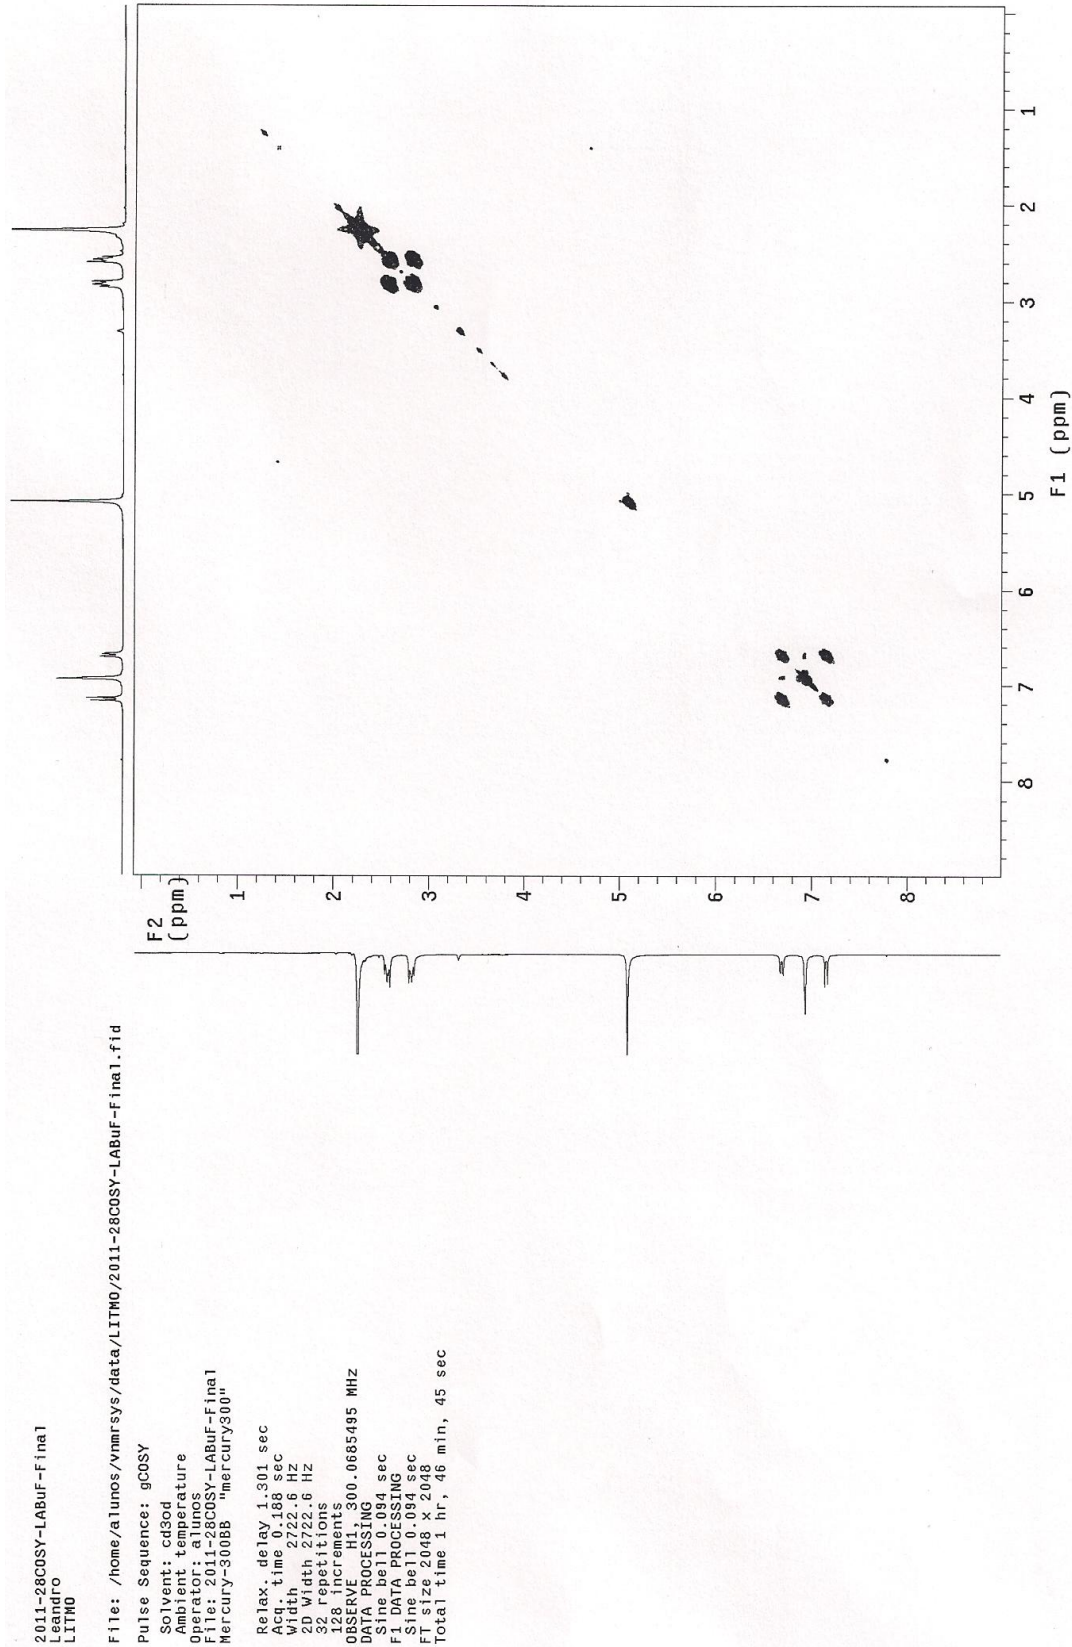 2011-28COSY-LABuF-Final
Leandro
LITMO
File: /home/alunos/vnmrsys/data/LITMO/2011-28COSY-LABuF-Final.fid
Pulse Sequence: gCOSY
Solvent: cd3od
Ambient temperature
Operator: alunos
File: 2011-28COSY-LABuF-Final
Mercury-300BB "mercury300"
Relax. delay 1.301 sec
Acq. time 0.188 sec
Width 2722.6 Hz
2D Width 2722.6 Hz
32 repetitions
128 increments
OBSERVE H1, 300.0685495 MHz
DATA PROCESSING
Sine bell 0.094 sec
F1 DATA PROCESSING
Sine bell 0.094 sec
FT size 2048 x 2048
Total time 1 hr, 46 min, 45 sec
F2
(ppm)
1
2
3
4
5
6
7
8
8 7 6 5 4 3 2 1
F1 (ppm)